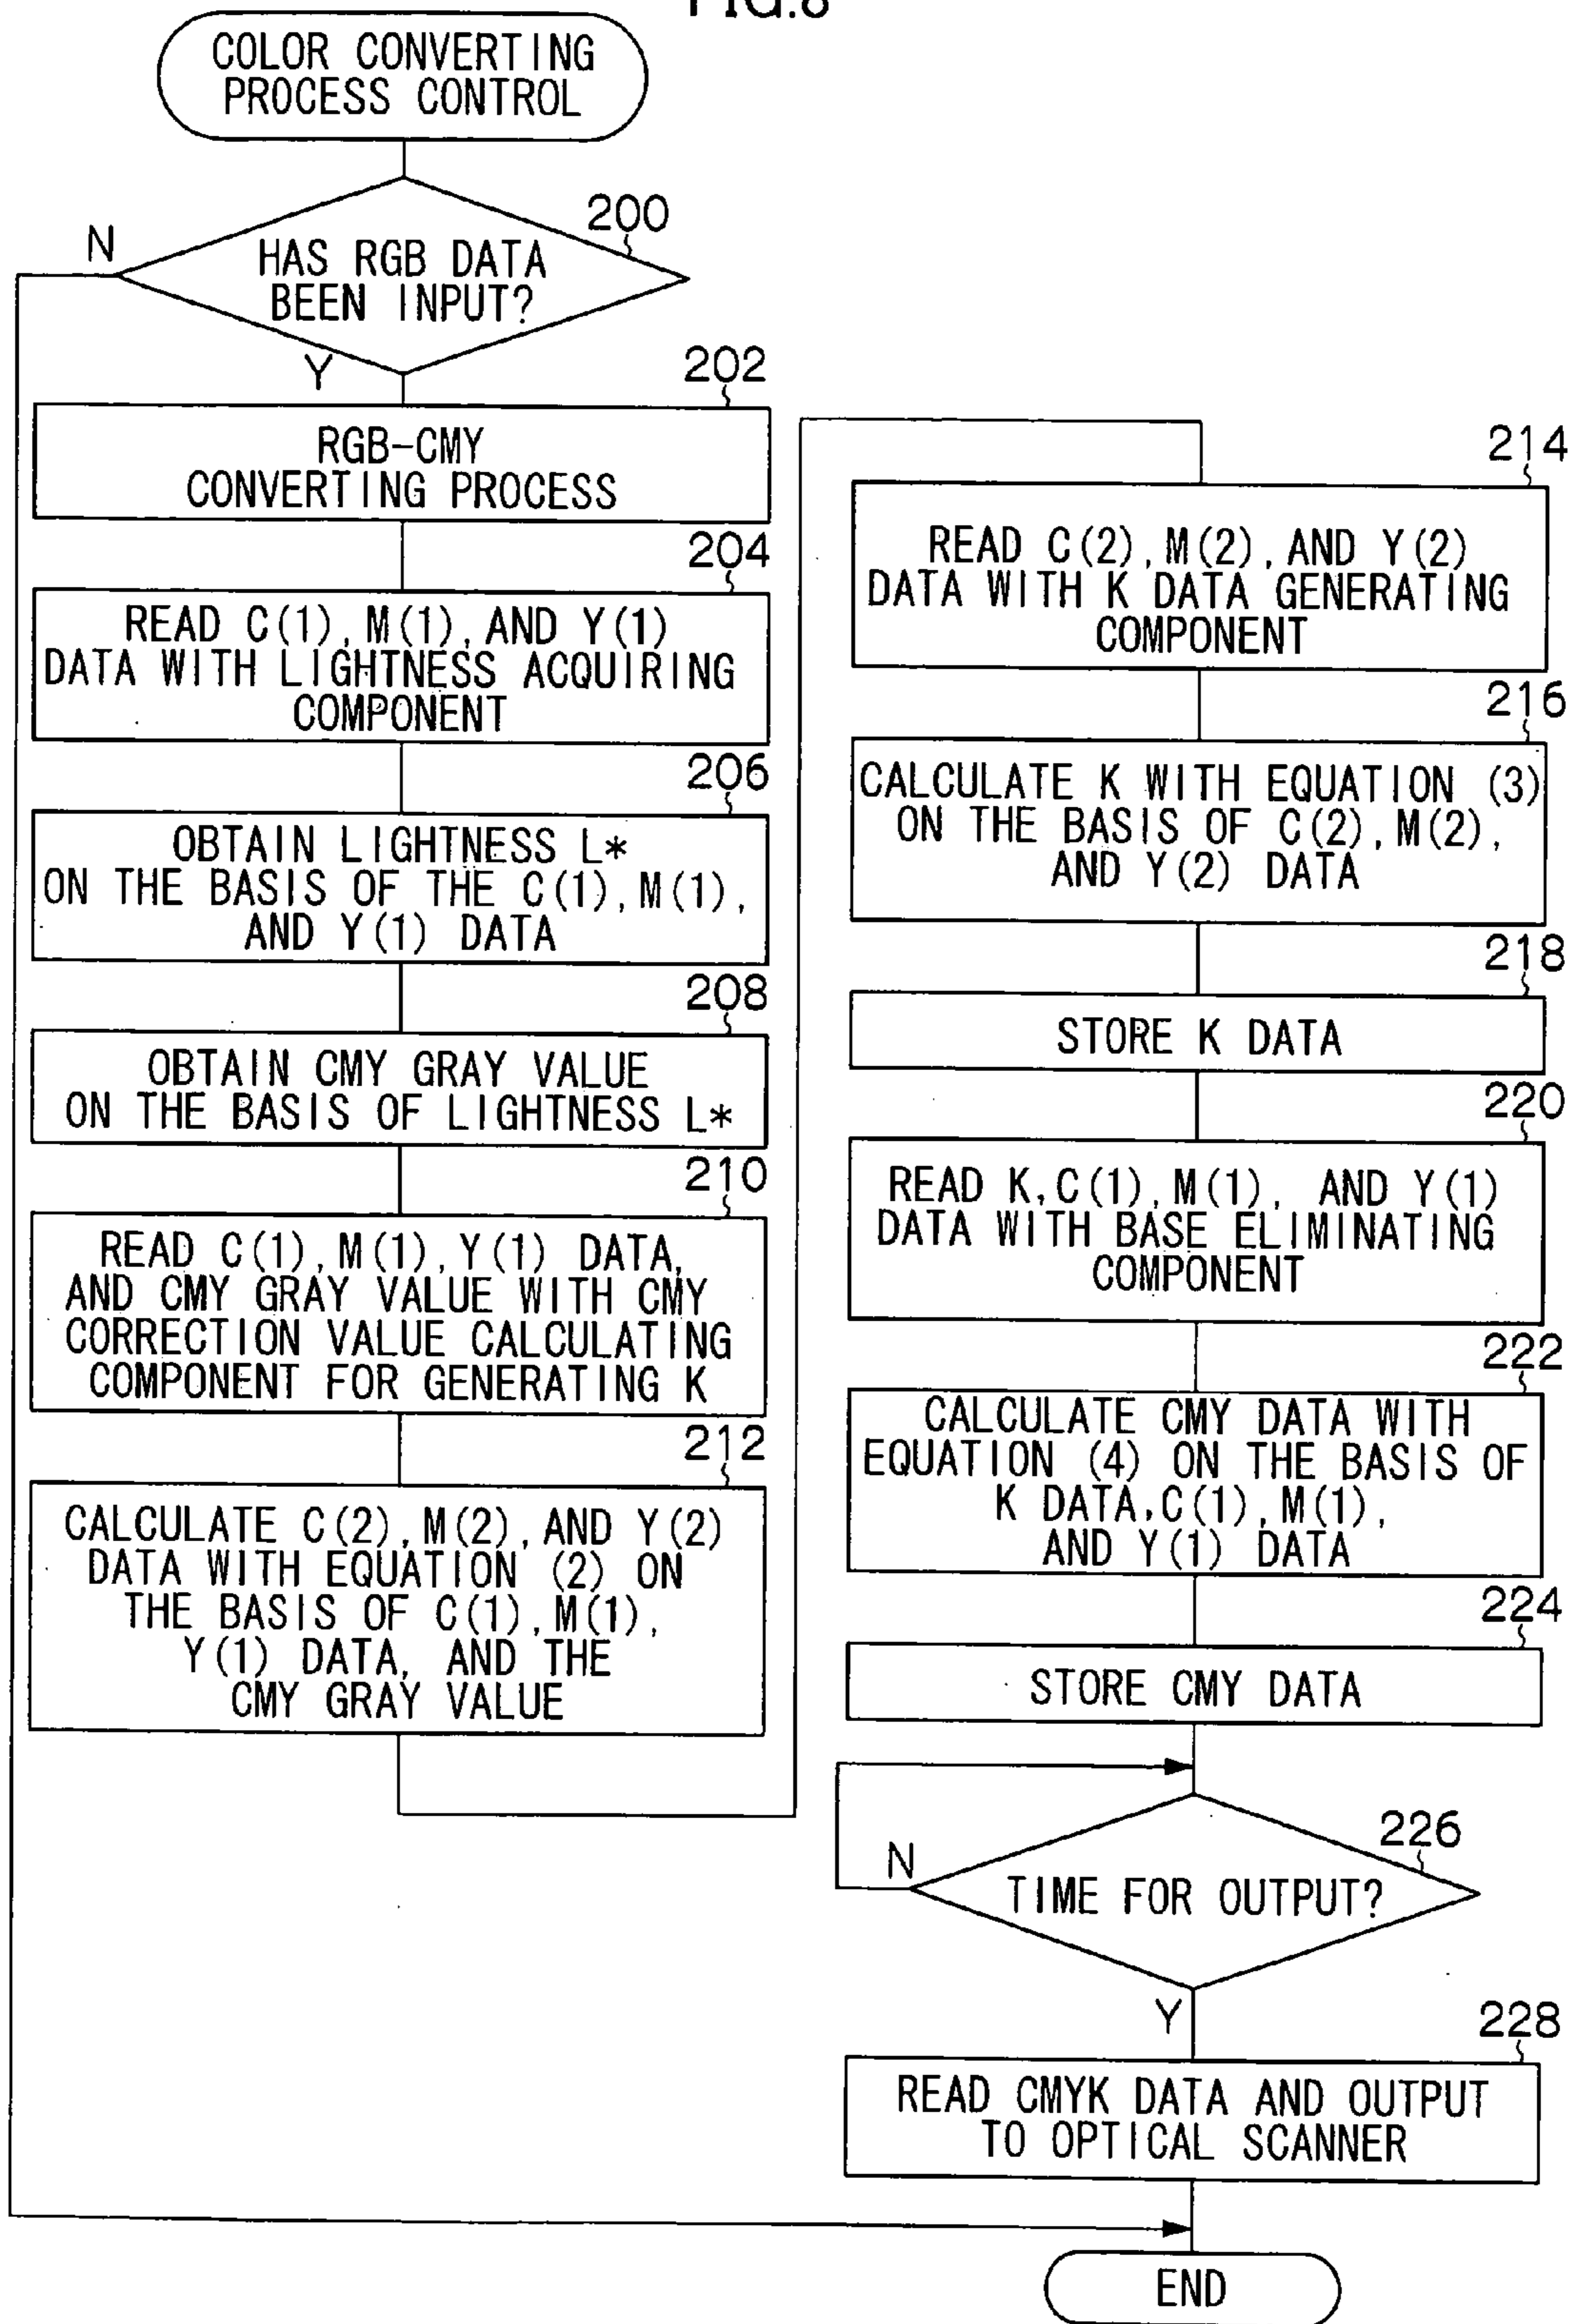 FIG.8
COLOR CONVERTING
PROCESS CONTROL
200
N
HAS RGB DATA
BEEN INPUT?
Y
202
RGB-CMY
CONVERTING PROCESS
204
READ C(1), M(1), AND Y(1)
DATA WITH LIGHTNESS ACQUIRING
COMPONENT
206
OBTAIN LIGHTNESS L*
ON THE BASIS OF THE C(1), M(1),
AND Y(1) DATA
208
OBTAIN CMY GRAY VALUE
ON THE BASIS OF LIGHTNESS L*
210
READ C(1), M(1), Y(1) DATA,
AND CMY GRAY VALUE WITH CMY
CORRECTION VALUE CALCULATING
COMPONENT FOR GENERATING K
212
CALCULATE C(2), M(2), AND Y(2)
DATA WITH EQUATION (2) ON
THE BASIS OF C(1), M(1),
Y(1) DATA, AND THE
CMY GRAY VALUE
214
READ C(2), M(2), AND Y(2)
DATA WITH K DATA GENERATING
COMPONENT
216
CALCULATE K WITH EQUATION (3)
ON THE BASIS OF C(2), M(2),
AND Y(2) DATA
218
STORE K DATA
220
READ K, C(1), M(1), AND Y(1)
DATA WITH BASE ELIMINATING
COMPONENT
222
CALCULATE CMY DATA WITH
EQUATION (4) ON THE BASIS OF
K DATA, C(1), M(1),
AND Y(1) DATA
224
STORE CMY DATA
226
N
TIME FOR OUTPUT?
Y
228
READ CMYK DATA AND OUTPUT
TO OPTICAL SCANNER
END